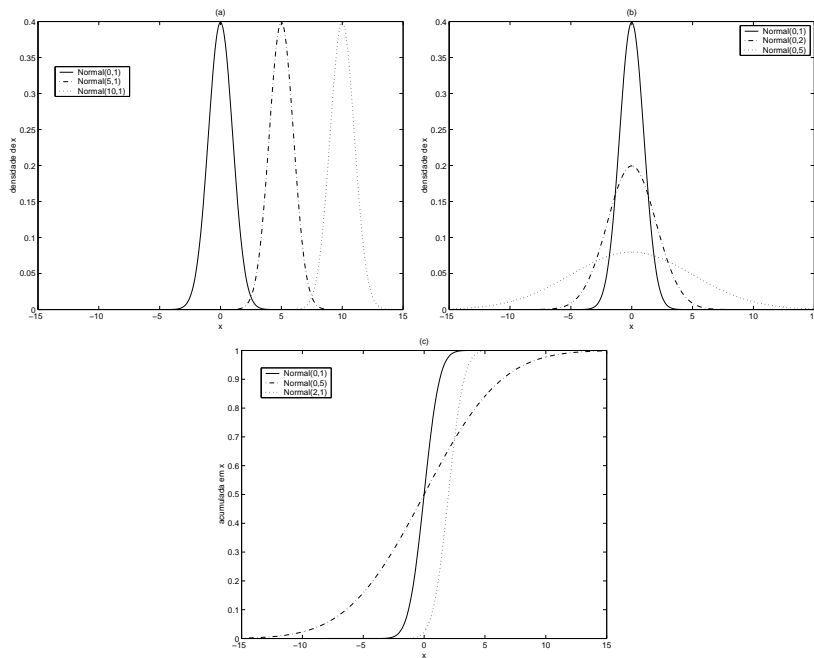 (a)
0.4
0.35
0.3
0.25
0.2
0.15
0.1
0.05
0
densidade de x
Normal(0,1)
Normal(5,1)
Normal(10,1)
−15 −10 −5 0 5 10 15
x
(b)
0.4
0.35
0.3
0.25
0.2
0.15
0.1
0.05
0
densidade de x
Normal(0,1)
Normal(0,2)
Normal(0,5)
−15 −10 −5 0 5 10 15
x
(c)
1
0.9
0.8
0.7
0.6
0.5
0.4
0.3
0.2
0.1
0
acumulada em x
Normal(0,1)
Normal(0,5)
Normal(2,1)
−15 −10 −5 0 5 10 15
x